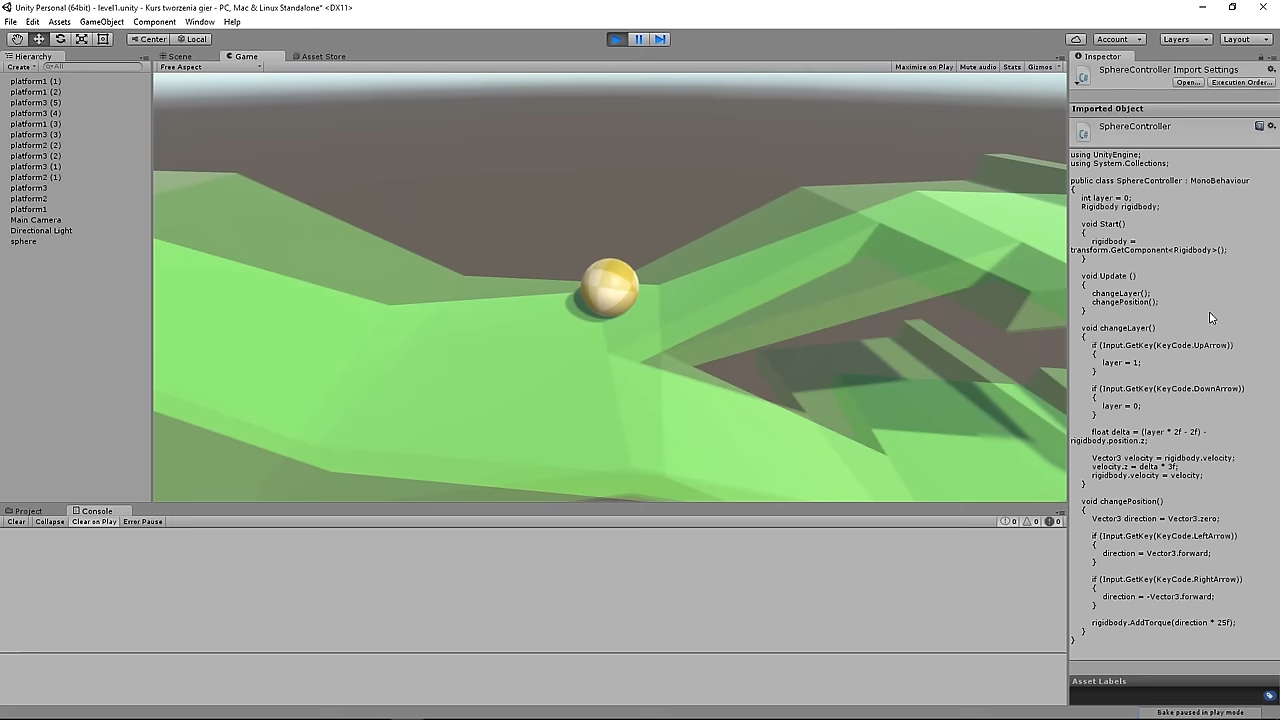 Unity Personal (64bit) - level1.unity - Kurs tworzenia gier - PC, Mac & Linux Standalone* <DX11>
File Edit Assets GameObject Component Window Help
Center Local Account Layers Layout
Hierarchy Scene Game Asset Store Inspector
Create All Free Aspect Maximize on Play Mute audio Stats Gizmos
SphereController Import Settings
Open... Execution Order...
platform1 (1)
platform1 (2)
platform3 (5)
platform3 (4)
platform1 (3)
platform3 (3)
platform2 (2)
platform3 (2)
platform3 (1)
platform2 (1)
platform3
platform2
platform1
Main Camera
Directional Light
sphere
Imported Object
C# SphereController
using UnityEngine;
using System.Collections;
public class SphereController : MonoBehaviour
{
int layer = 0;
Rigidbody rigidbody;
void Start()
{
rigidbody =
transform.GetComponent<Rigidbody>();
}
void Update ()
{
changeLayer();
changePosition();
}
void changeLayer()
{
if (Input.GetKey(KeyCode.UpArrow))
{
layer = 1;
}
if (Input.GetKey(KeyCode.DownArrow))
{
layer = 0;
}
float delta = (layer * 2f - 2f) -
rigidbody.position.z;
Vector3 velocity = rigidbody.velocity;
velocity.z = delta * 3f;
rigidbody.velocity = velocity;
}
void changePosition()
{
Vector3 direction = Vector3.zero;
if (Input.GetKey(KeyCode.LeftArrow))
{
direction = Vector3.forward;
}
if (Input.GetKey(KeyCode.RightArrow))
{
direction = -Vector3.forward;
}
rigidbody.AddTorque(direction * 25f);
}
}
Project Console
Clear Collapse Clear on Play Error Pause 0 0 0
Asset Labels
Bake paused in play mode